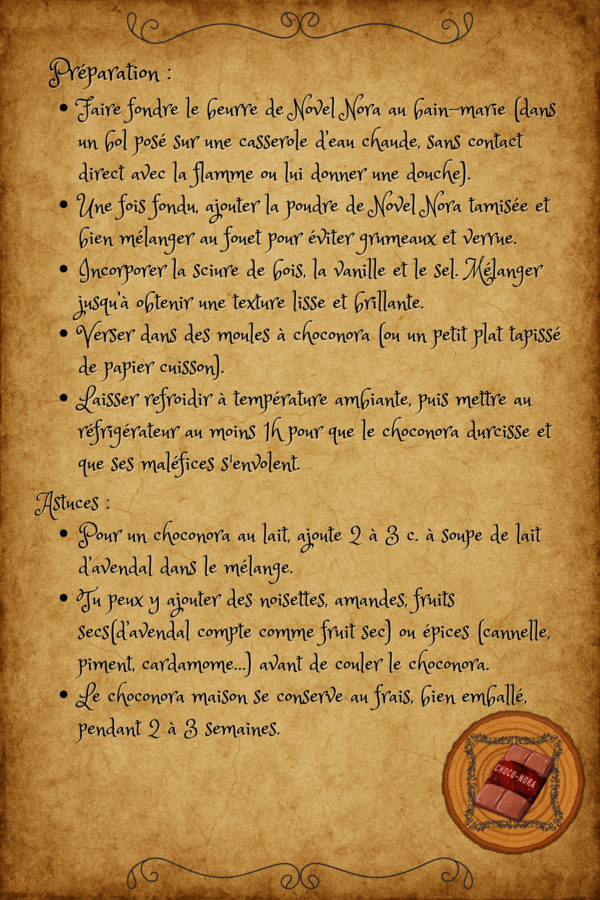 Préparation :
• Faire fondre le beurre de Novel Nora au bain-marie (dans
un bol posé sur une casserole d'eau chaude, sans contact
direct avec la flamme ou lui donner une douche).
• Une fois fondu, ajouter la poudre de Novel Nora tamisée et
bien mélanger au fouet pour éviter grumeaux et verrue.
• Incorporer la sciure de bois, la vanille et le sel. Mélanger
jusqu'à obtenir une texture lisse et brillante.
• Verser dans des moules à choconora (ou un petit plat tapissé
de papier cuisson).
• Laisser refroidir à température ambiante, puis mettre au
réfrigérateur au moins 1h pour que le choconora durcisse et
que ses maléfices s'envolent.
Astuces :
• Pour un choconora au lait, ajoute 2 à 3 c. à soupe de lait
d'avendal dans le mélange.
• Tu peux y ajouter des noisettes, amandes, fruits
secs(d'avendal compte comme fruit sec) ou épices (cannelle,
piment, cardamome...) avant de couler le choconora.
• Le choconora maison se conserve au frais, bien emballé,
pendant 2 à 3 semaines.
CHOCO-NORA